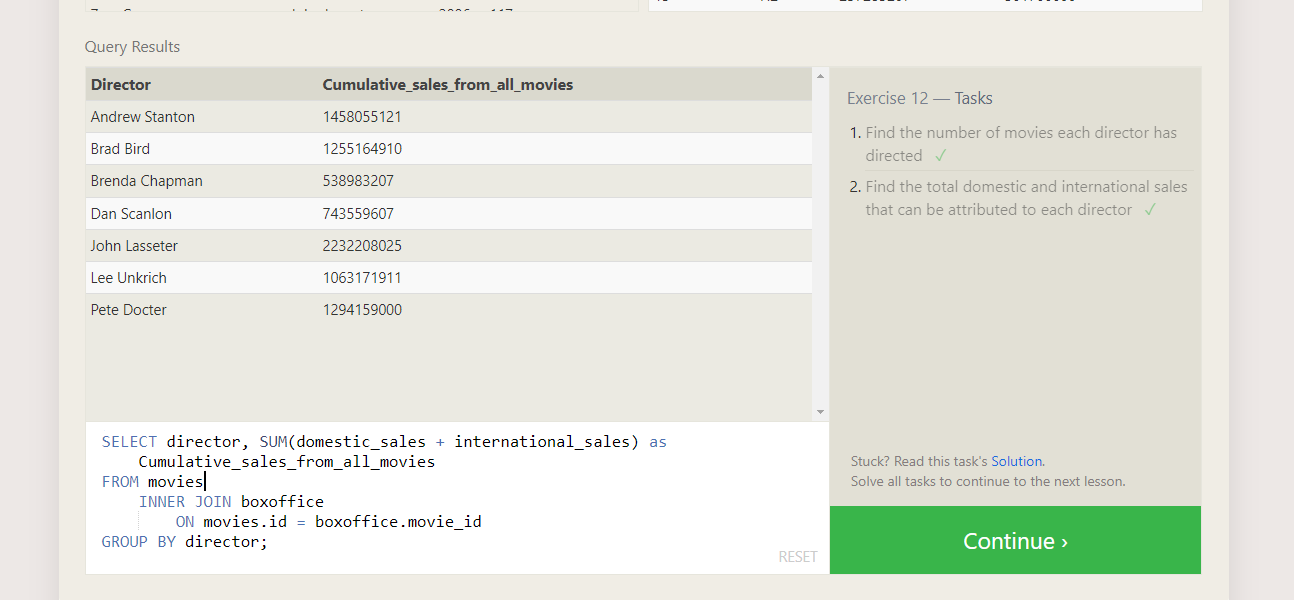 Query Results
Director Cumulative_sales_from_all_movies
Andrew Stanton 1458055121
Brad Bird 1255164910
Brenda Chapman 538983207
Dan Scanlon 743559607
John Lasseter 2232208025
Lee Unkrich 1063171911
Pete Docter 1294159000
SELECT director, SUM(domestic_sales + international_sales) as
Cumulative_sales_from_all_movies
FROM movies
INNER JOIN boxoffice
ON movies.id = boxoffice.movie_id
GROUP BY director;
RESET
Exercise 12 — Tasks
1. Find the number of movies each director has
directed ✓
2. Find the total domestic and international sales
that can be attributed to each director ✓
Stuck? Read this task's Solution.
Solve all tasks to continue to the next lesson.
Continue ›